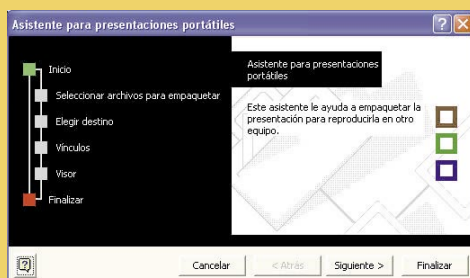 Asistente para presentaciones portátiles
Inicio
Seleccionar archivos para empaquetar
Elegir destino
Vínculos
Visor
Finalizar
Asistente para presentaciones
portátiles
Este asistente le ayuda a empaquetar la
presentación para reproducirla en otro
equipo.
Cancelar
< Atrás
Siguiente >
Finalizar